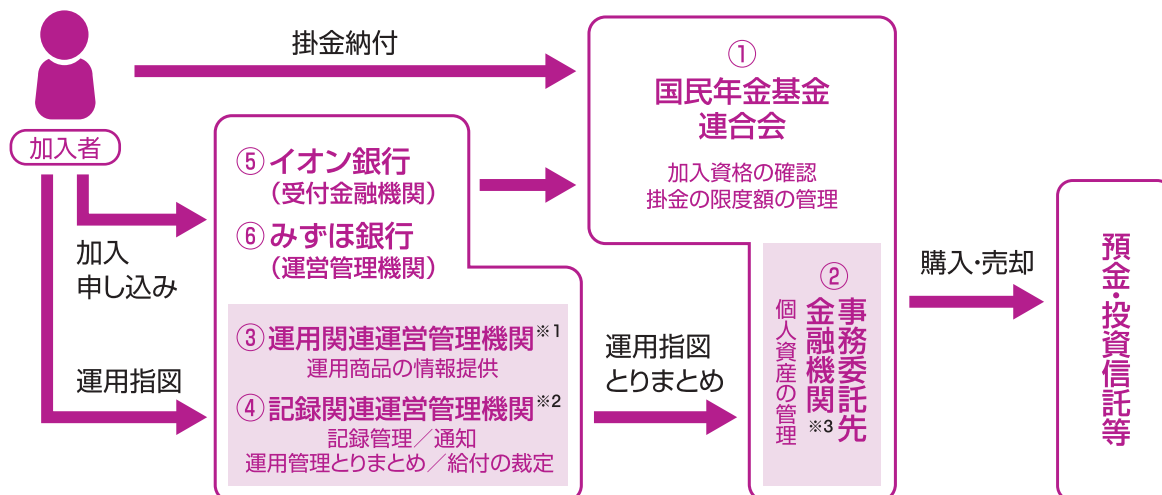 掛金納付
加入者
加入
申し込み
運用指図
⑤イオン銀行
（受付金融機関）
⑥みずほ銀行
（運営管理機関）
③運用関連運営管理機関※1
運用商品の情報提供
④記録関連運営管理機関※2
記録管理／通知
運用管理とりまとめ／給付の裁定
運用指図
とりまとめ
①
国民年金基金
連合会
加入資格の確認
掛金の限度額の管理
②
事務委託先
金融機関※3
個人資産の管理
購入・売却
預金・投資信託等